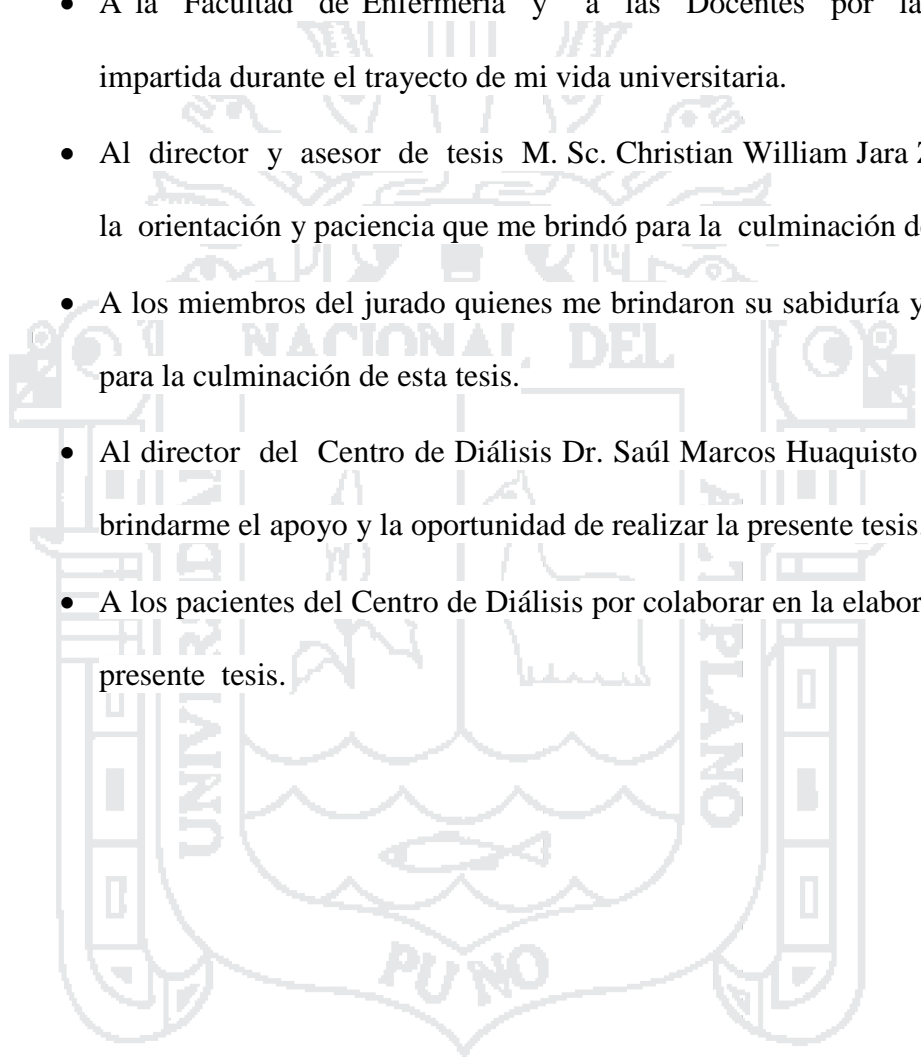 • A la Facultad de Enfermería y a las Docentes por la
impartida durante el trayecto de mi vida universitaria.
• Al director y asesor de tesis M. Sc. Christian William Jara
la orientación y paciencia que me brindó para la culminación
• A los miembros del jurado quienes me brindaron su sabiduría y
NACIONAL DEL
para la culminación de esta tesis.
• Al director del Centro de Diálisis Dr. Saúl Marcos Huaquisto
brindarme el apoyo y la oportunidad de realizar la presente tesis
• A los pacientes del Centro de Diálisis por colaborar en la
presente tesis.
PUNO